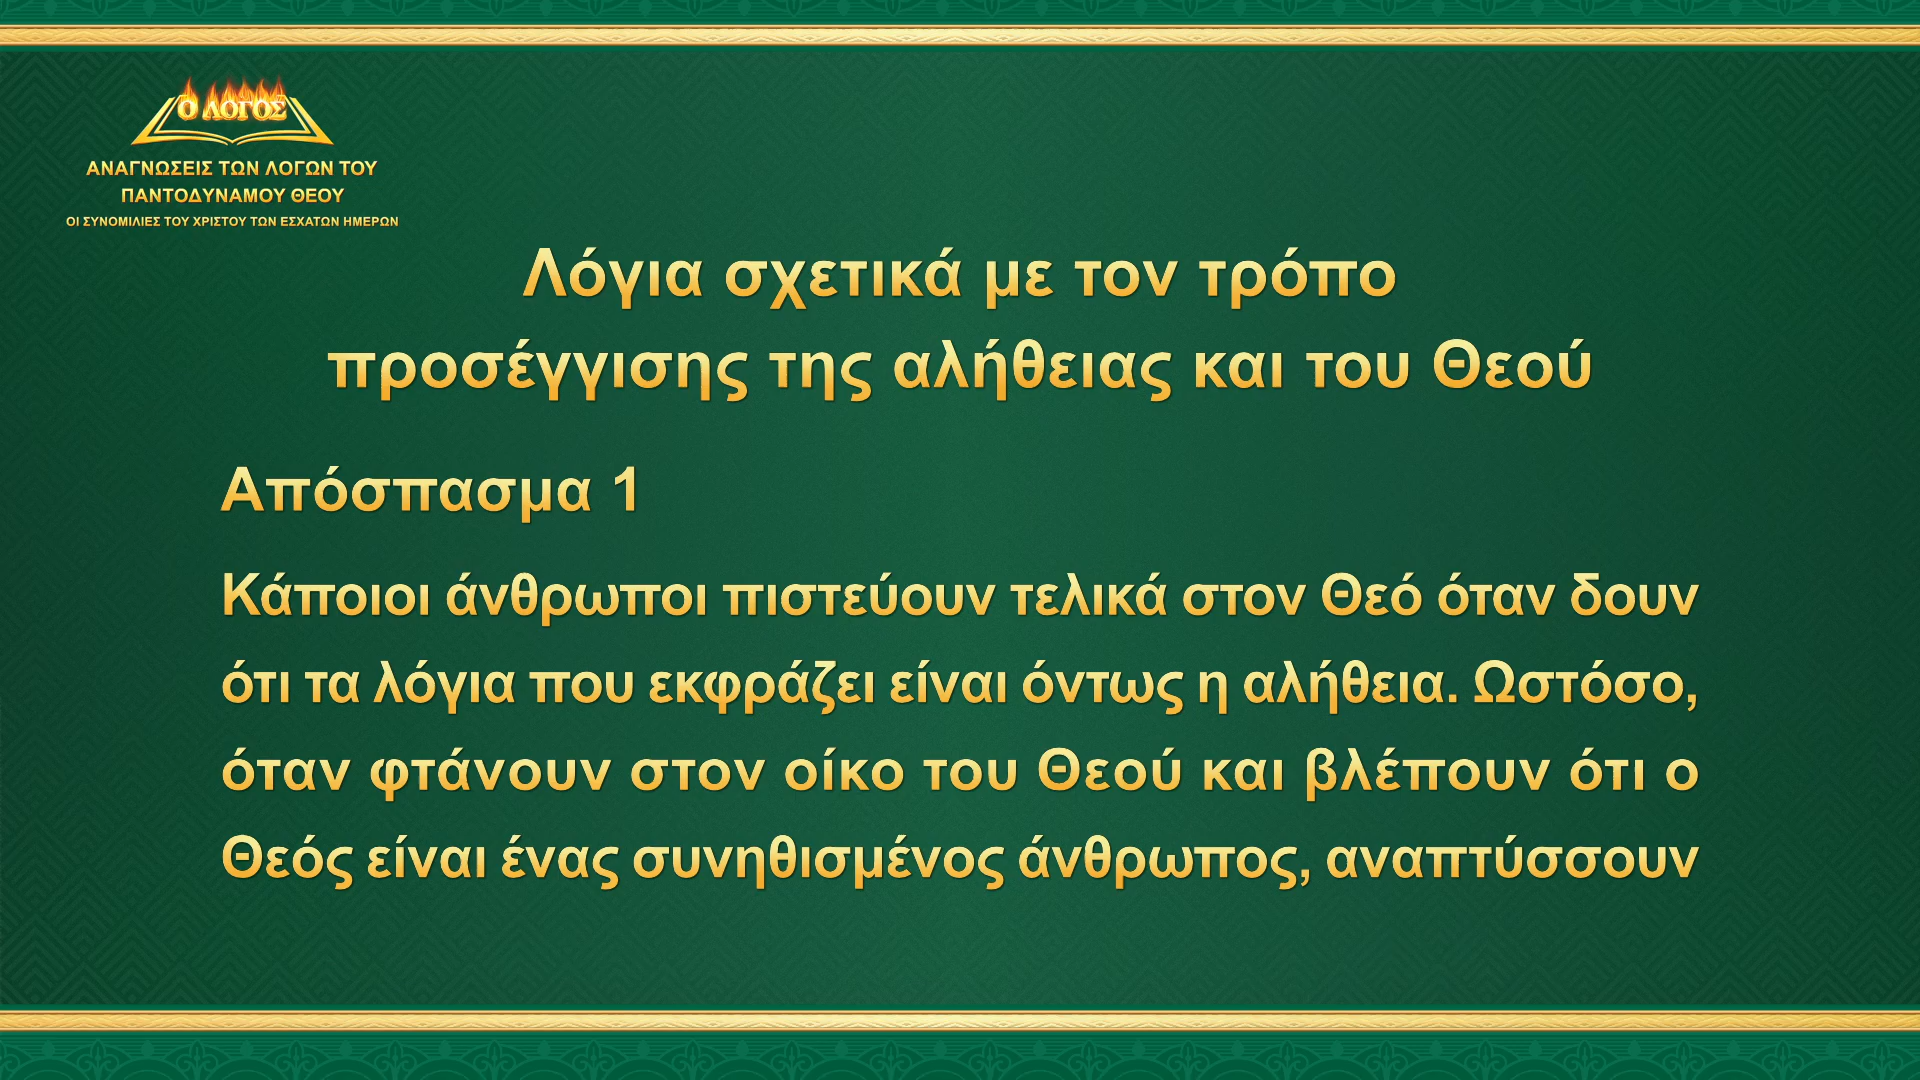 Ο ΛΟΓΟΣ
ΑΝΑΓΝΩΣΕΙΣ ΤΩΝ ΛΟΓΩΝ ΤΟΥ
ΠΑΝΤΟΔΥΝΑΜΟΥ ΘΕΟΥ
ΟΙ ΣΥΝΟΜΙΛΙΕΣ ΤΟΥ ΧΡΙΣΤΟΥ ΤΩΝ ΕΣΧΑΤΩΝ ΗΜΕΡΩΝ
Λόγια σχετικά με τον τρόπο
προσέγγισης της αλήθειας και του Θεού
Απόσπασμα 1
Κάποιοι άνθρωποι πιστεύουν τελικά στον Θεό όταν δουν
ότι τα λόγια που εκφράζει είναι όντως η αλήθεια. Ωστόσο,
όταν φτάνουν στον οίκο του Θεού και βλέπουν ότι ο
Θεός είναι ένας συνηθισμένος άνθρωπος, αναπτύσσουν